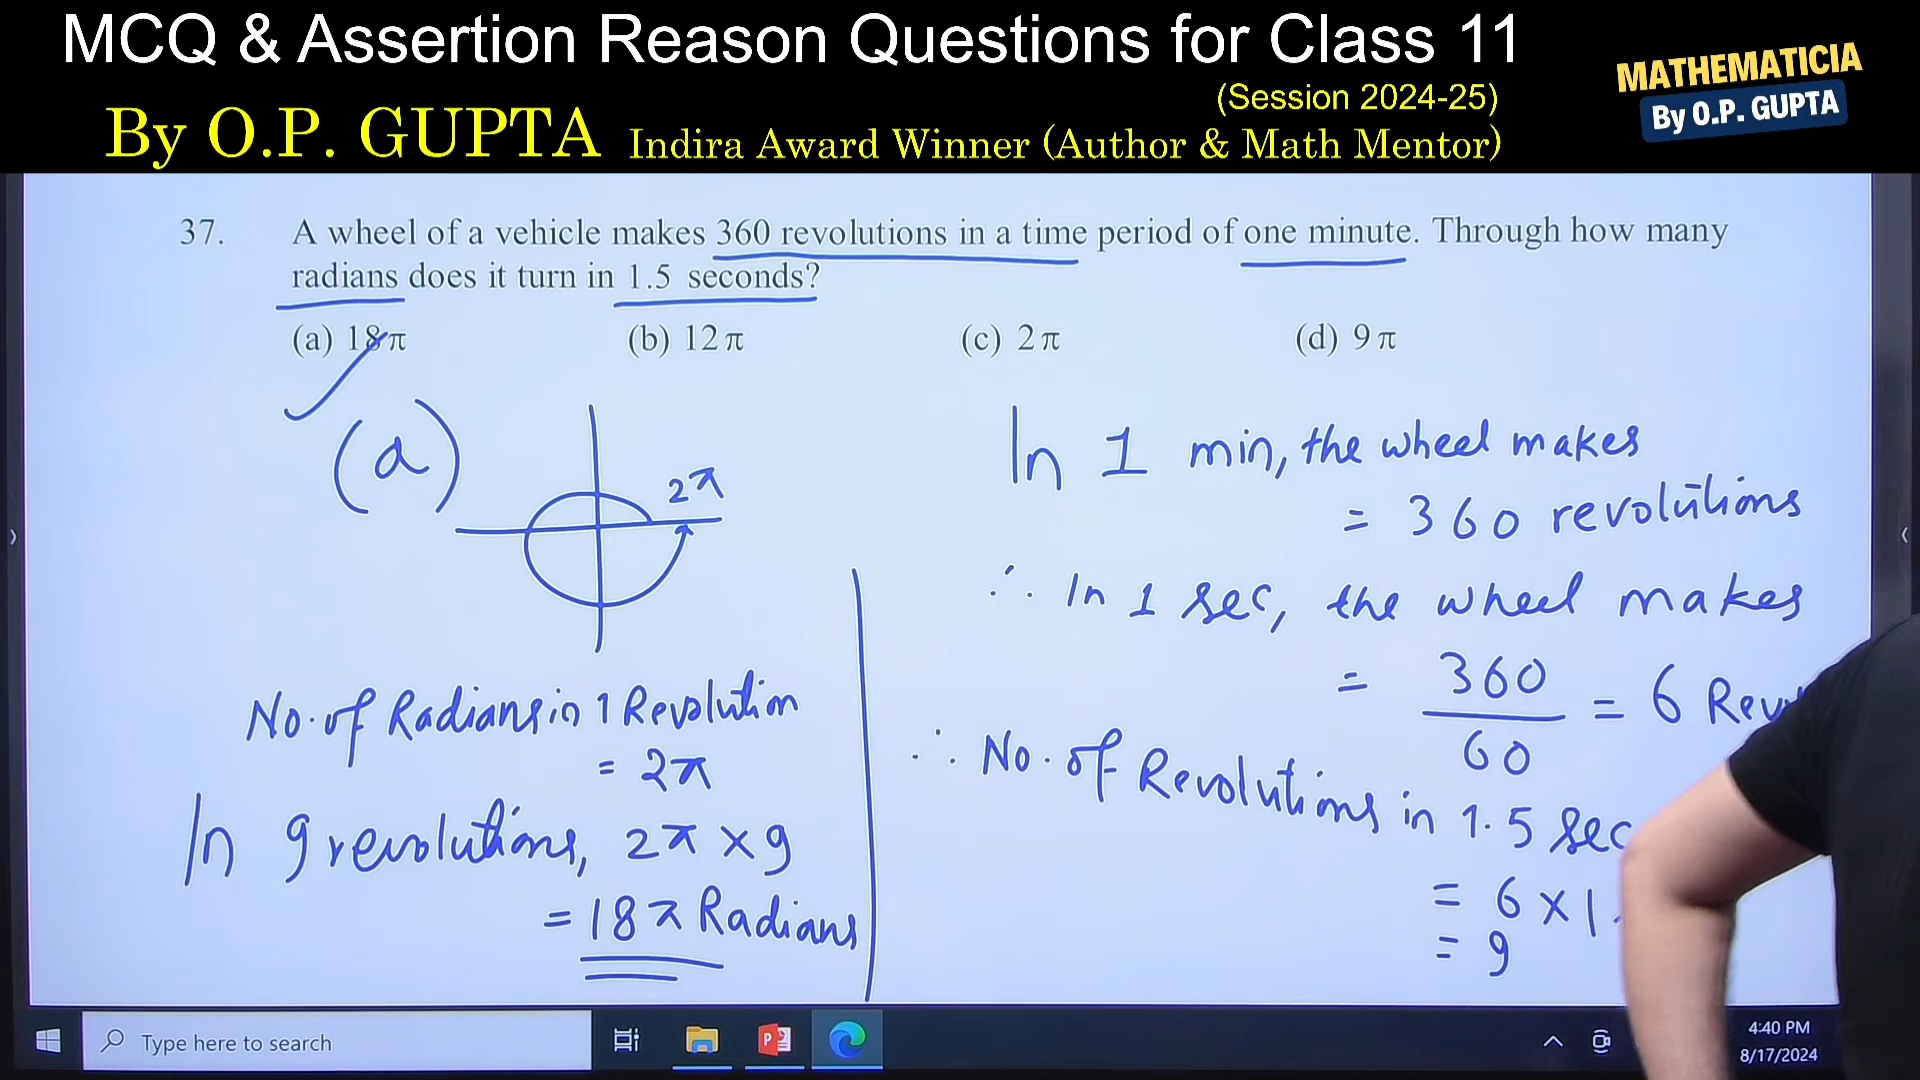 MCQ & Assertion Reason Questions for Class 11
(Session 2024-25)
By O.P. GUPTA Indira Award Winner (Author & Math Mentor)
MATHEMATICIA
By O.P. GUPTA
37. A wheel of a vehicle makes 360 revolutions in a time period of one minute. Through how many
radians does it turn in 1.5 seconds?
(a) 18π (b) 12π (c) 2π (d) 9π
(a)
2π
No. of Radians in 1 Revolution
= 2π
In 9 revolutions, 2π × 9
= 18π Radians
In 1 min, the wheel makes
= 360 revolutions
∴ In 1 sec, the wheel makes
= 360/60 = 6
∴ No. of Revolutions in 1.5 sec
= 6 ×
= 9
Type here to search
4:40 PM
8/17/2024